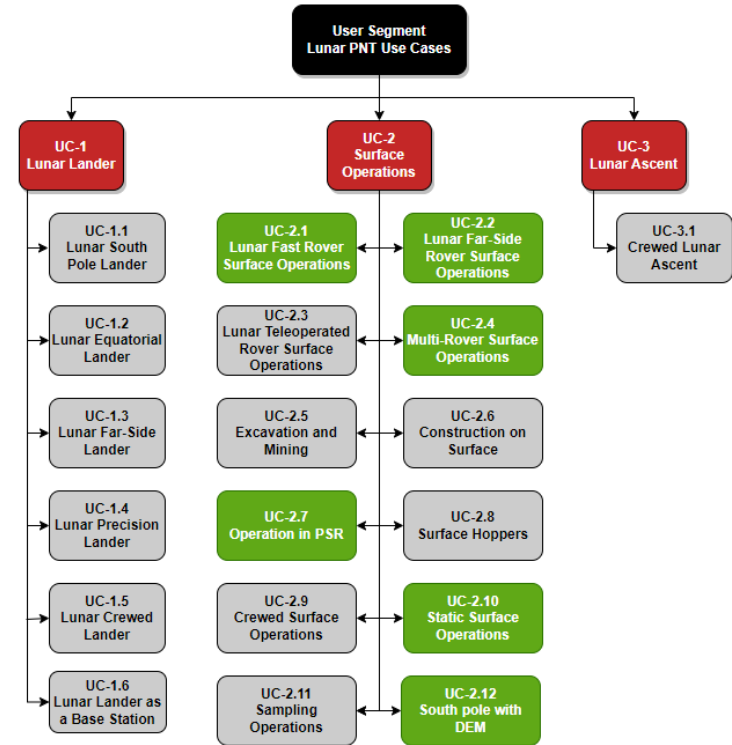 User Segment
Lunar PNT Use Cases
UC-1
Lunar Lander
UC-2
Surface
Operations
UC-3
Lunar Ascent
UC-1.1
Lunar South
Pole Lander
UC-1.2
Lunar Equatorial
Lander
UC-1.3
Lunar Far-Side
Lander
UC-1.4
Lunar Precision
Lander
UC-1.5
Lunar Crewed
Lander
UC-1.6
Lunar Lander as
a Base Station
UC-2.1
Lunar Fast Rover
Surface Operations
UC-2.2
Lunar Far-Side
Rover Surface
Operations
UC-2.3
Lunar Teleoperated
Rover Surface
Operations
UC-2.4
Multi-Rover Surface
Operations
UC-2.5
Excavation and
Mining
UC-2.6
Construction on
Surface
UC-2.7
Operation in PSR
UC-2.8
Surface Hoppers
UC-2.9
Crewed Surface
Operations
UC-2.10
Static Surface
Operations
UC-2.11
Sampling
Operations
UC-2.12
South pole with
DEM
UC-3.1
Crewed Lunar
Ascent